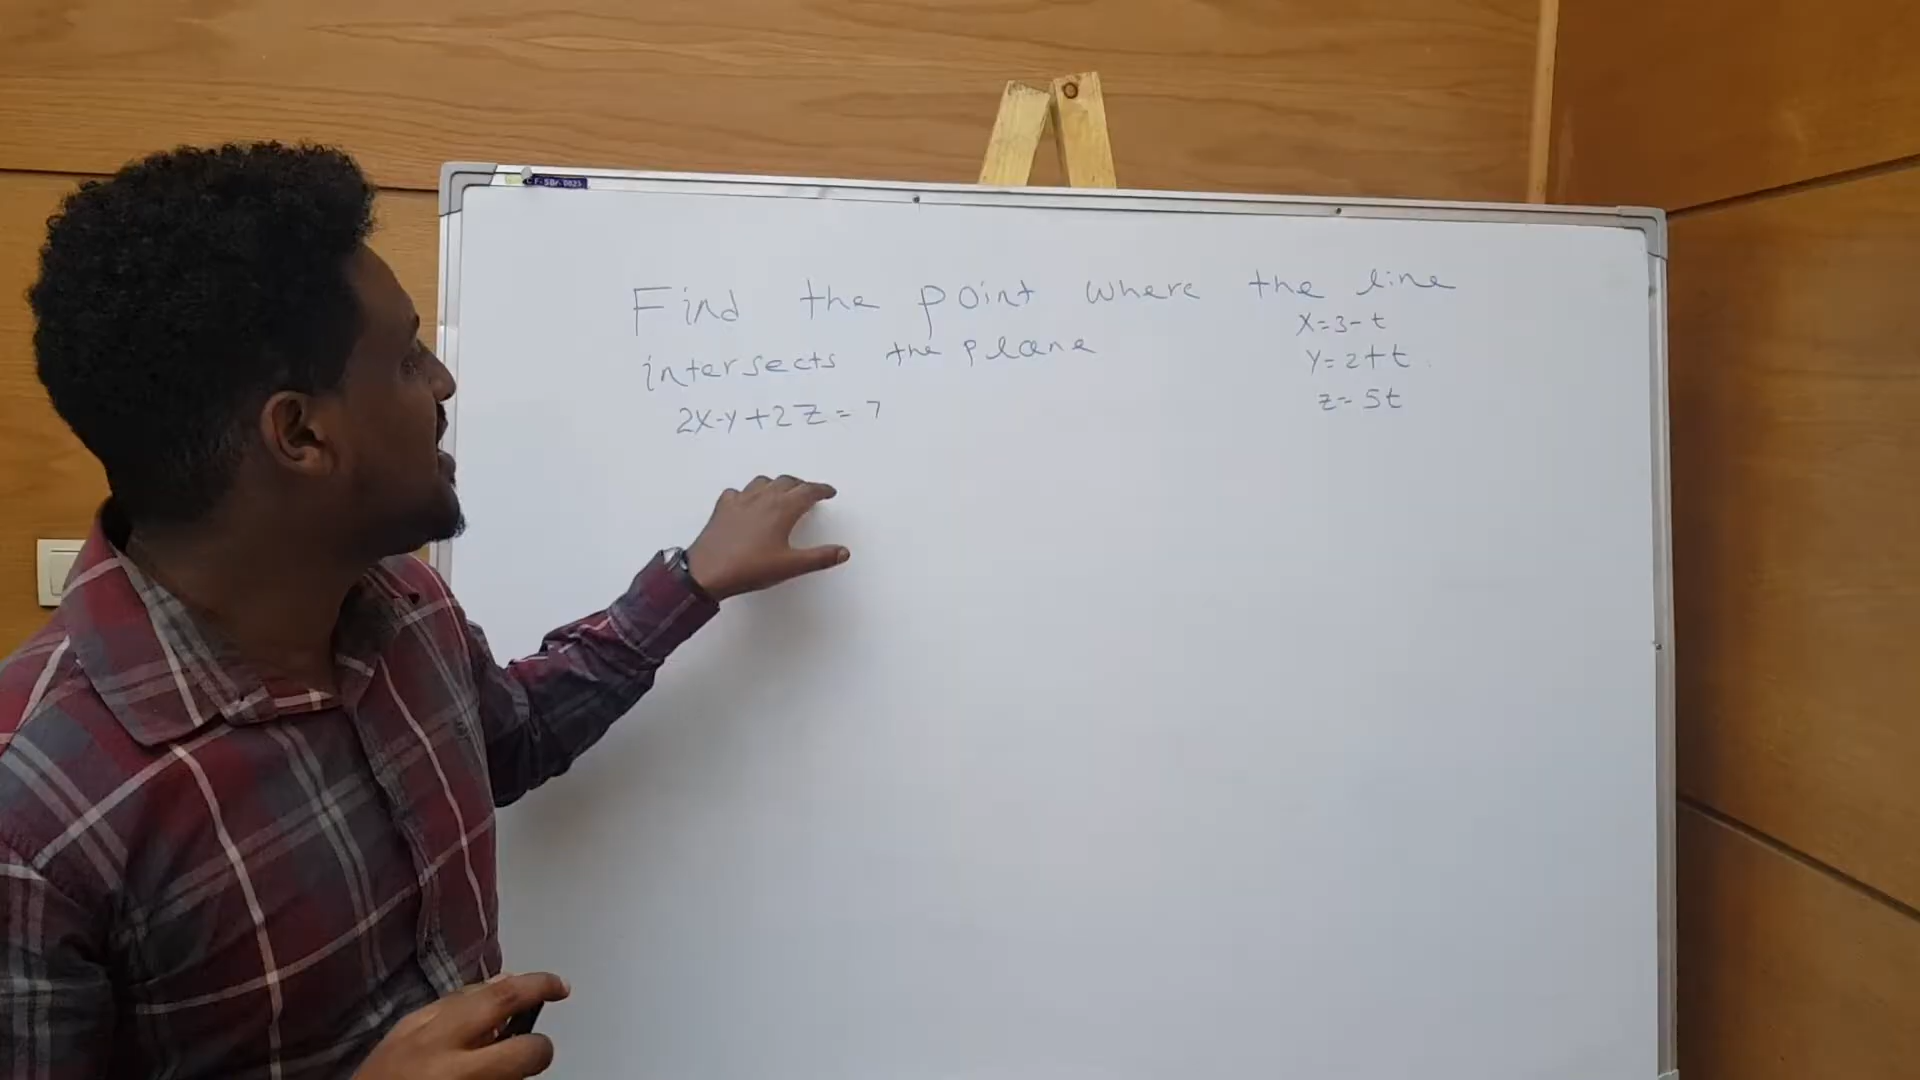 Find the point where the line
x=3-t
intersects the plane
y=2+t
2x-y+2z=7
z=5t